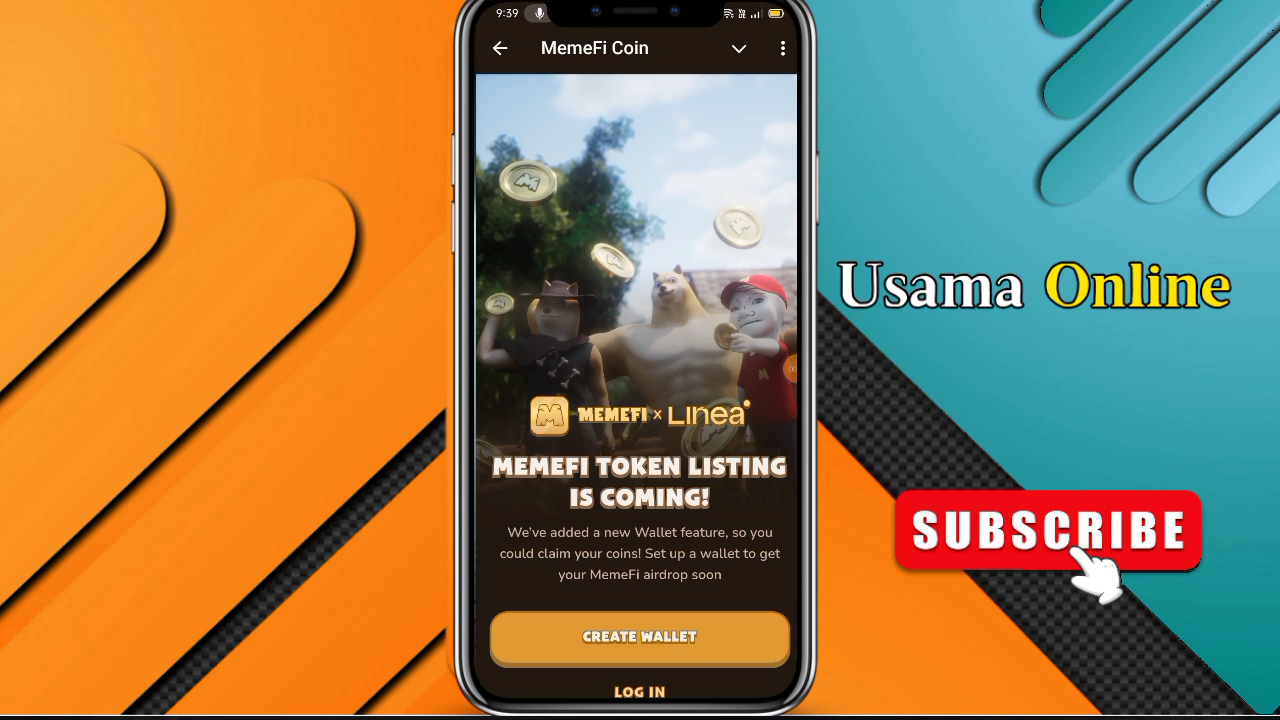 9:39
MemeFi Coin
MEMEFI x Linea
MEMEFI TOKEN LISTING
IS COMING!
We've added a new Wallet feature, so you
could claim your coins! Set up a wallet to get
your MemeFi airdrop soon
CREATE WALLET
LOG IN
Usama Online
SUBSCRIBE